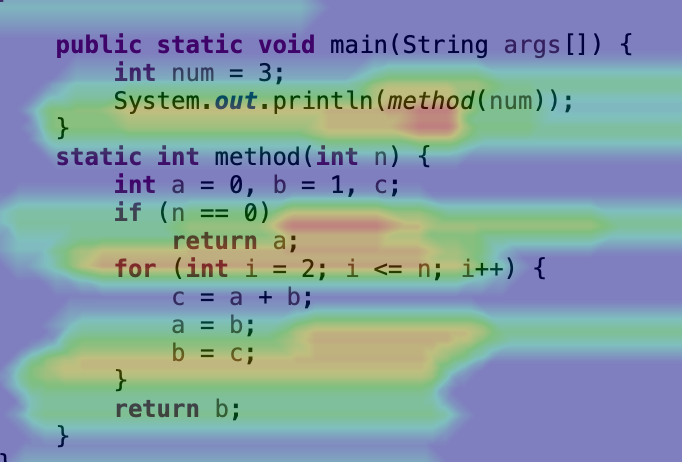 public static void main(String args[]) {
int num = 3;
System.out.println(method(num));
}
static int method(int n) {
int a = 0, b = 1, c;
if (n == 0)
return a;
for (int i = 2; i <= n; i++) {
c = a + b;
a = b;
b = c;
}
return b;
}
}